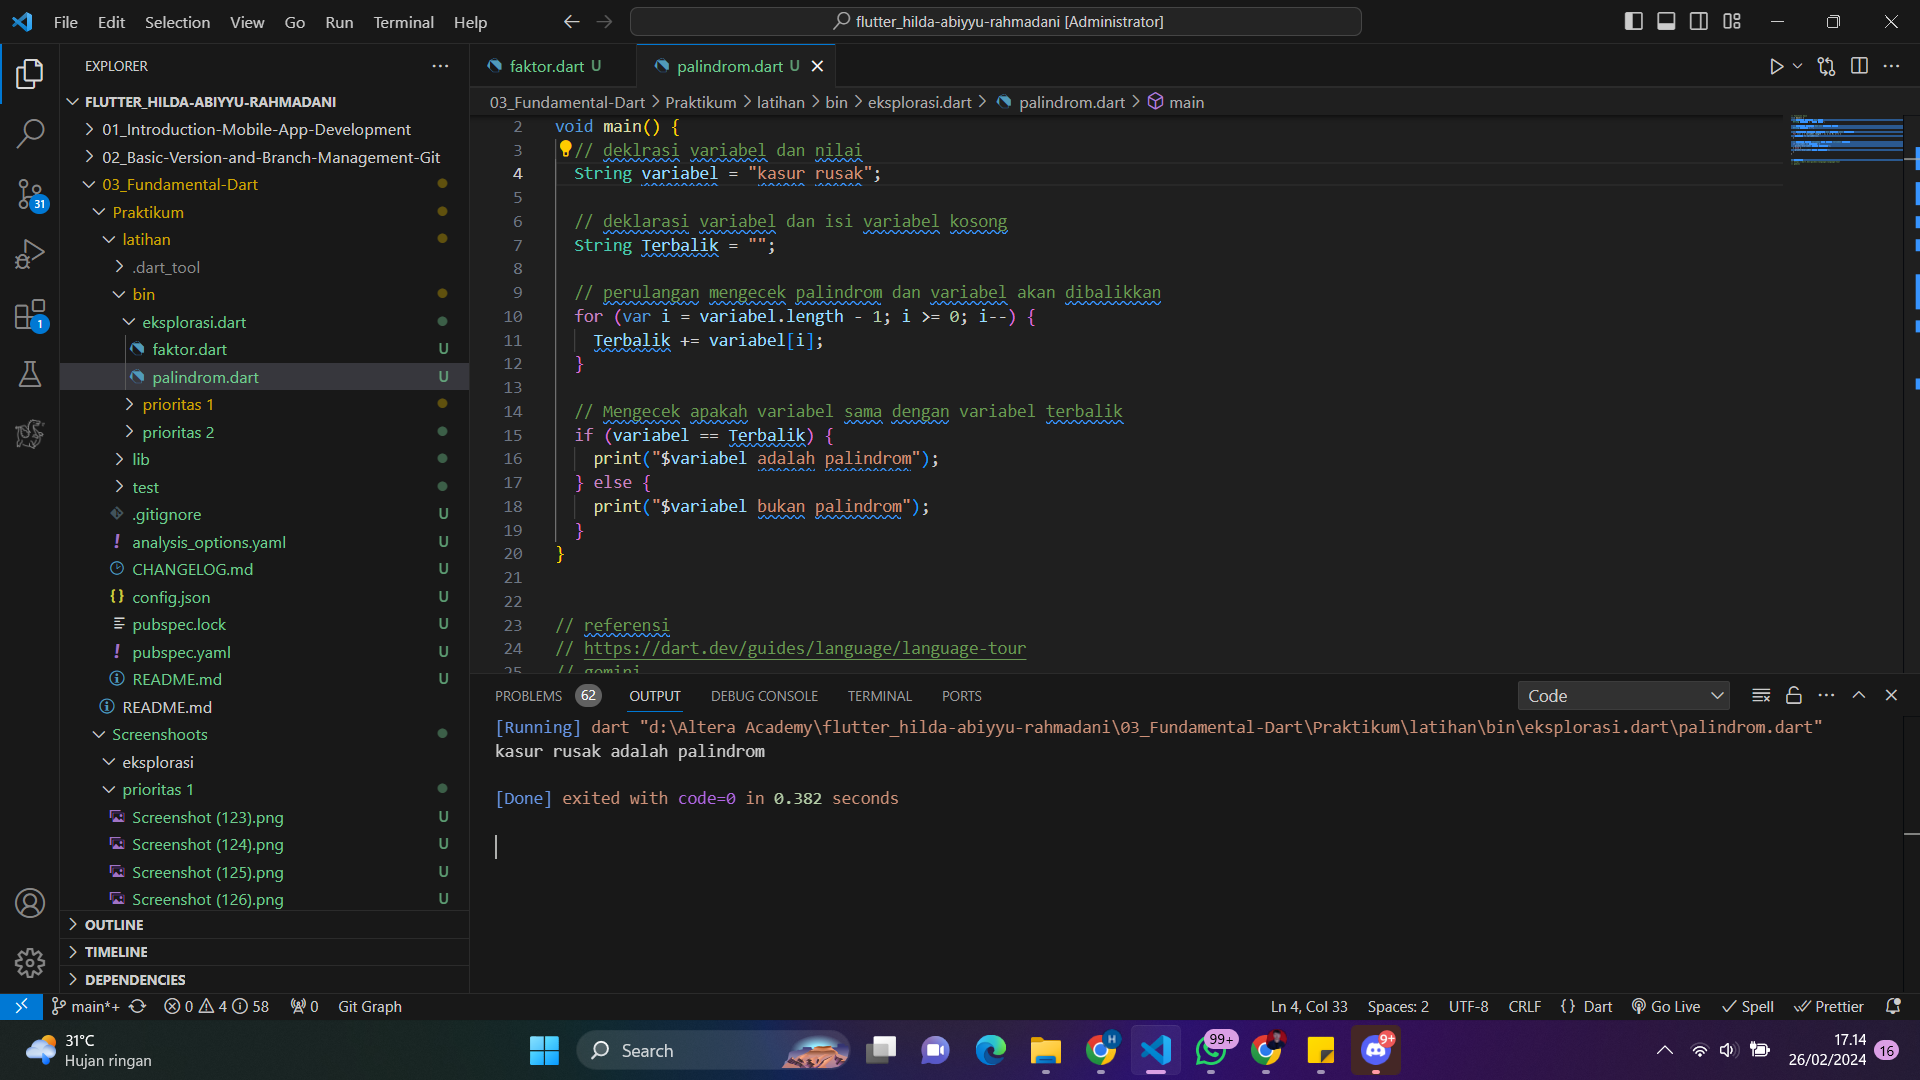 File Edit Selection View Go Run Terminal Help
flutter_hilda-abiyyu-rahmadani [Administrator]
EXPLORER
FLUTTER_HILDA-ABIYYU-RAHMADANI
01_Introduction-Mobile-App-Development
02_Basic-Version-and-Branch-Management-Git
03_Fundamental-Dart
Praktikum
latihan
.dart_tool
bin
eksplorasi.dart
faktor.dart U
palindrom.dart U
prioritas 1
prioritas 2
lib
test
.gitignore U
analysis_options.yaml U
CHANGELOG.md U
config.json U
pubspec.lock U
pubspec.yaml U
README.md U
README.md
Screenshoots
eksplorasi
prioritas 1
Screenshot (123).png U
Screenshot (124).png U
Screenshot (125).png U
Screenshot (126).png U
OUTLINE
TIMELINE
DEPENDENCIES
31
1
faktor.dart U
palindrom.dart U
03_Fundamental-Dart > Praktikum > latihan > bin > eksplorasi.dart > palindrom.dart > main
2 void main() {
3 // deklrasi variabel dan nilai
4 String variabel = "kasur rusak";
5
6 // deklarasi variabel dan isi variabel kosong
7 String Terbalik = "";
8
9 // perulangan mengecek palindrom dan variabel akan dibalikkan
10 for (var i = variabel.length - 1; i >= 0; i--) {
11 Terbalik += variabel[i];
12 }
13
14 // Mengecek apakah variabel sama dengan variabel terbalik
15 if (variabel == Terbalik) {
16 print("$variabel adalah palindrom");
17 } else {
18 print("$variabel bukan palindrom");
19 }
20 }
21
22
23 // referensi
24 // https://dart.dev/guides/language/language-tour
25 // gemini
PROBLEMS 62 OUTPUT DEBUG CONSOLE TERMINAL PORTS
Code
[Running] dart "d:\Altera Academy\flutter_hilda-abiyyu-rahmadani\03_Fundamental-Dart\Praktikum\latihan\bin\eksplorasi.dart\palindrom.dart"
kasur rusak adalah palindrom
[Done] exited with code=0 in 0.382 seconds
main*+ 0 4 58 0 Git Graph
Ln 4, Col 33 Spaces: 2 UTF-8 CRLF {} Dart Go Live Spell Prettier
31°C
Hujan ringan
Search
H
99+
9+
17.14
26/02/2024
16